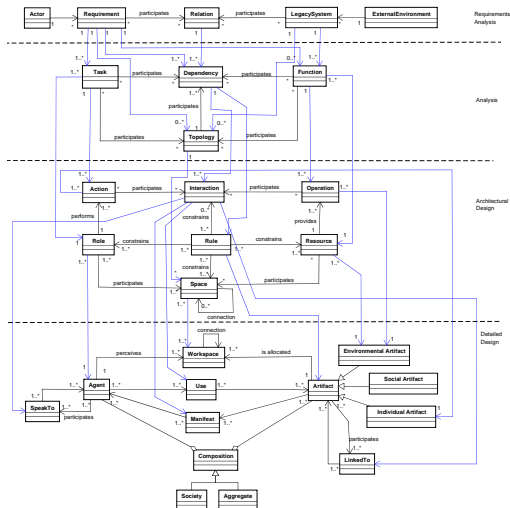 Actor
Requirement
participates
Relation
participates
LegacySystem
ExternalEnvironment
Requirements
Analysis
Task
participates
Dependency
participates
Function
participates
Analysis
participates
Topology
participates
Action
participates
Interaction
participates
Operation
Architectural
Design
performs
constrains
provides
Role
constrains
Rule
constrains
Resource
constrains
participates
Space
participates
connection
Detailed
Design
connection
perceives
Workspace
is allocated
Environmental Artifact
Agent
Use
Artifact
Social Artifact
SpeakTo
participates
Manifest
Individual Artifact
participates
Composition
LinkedTo
Society
Aggregate